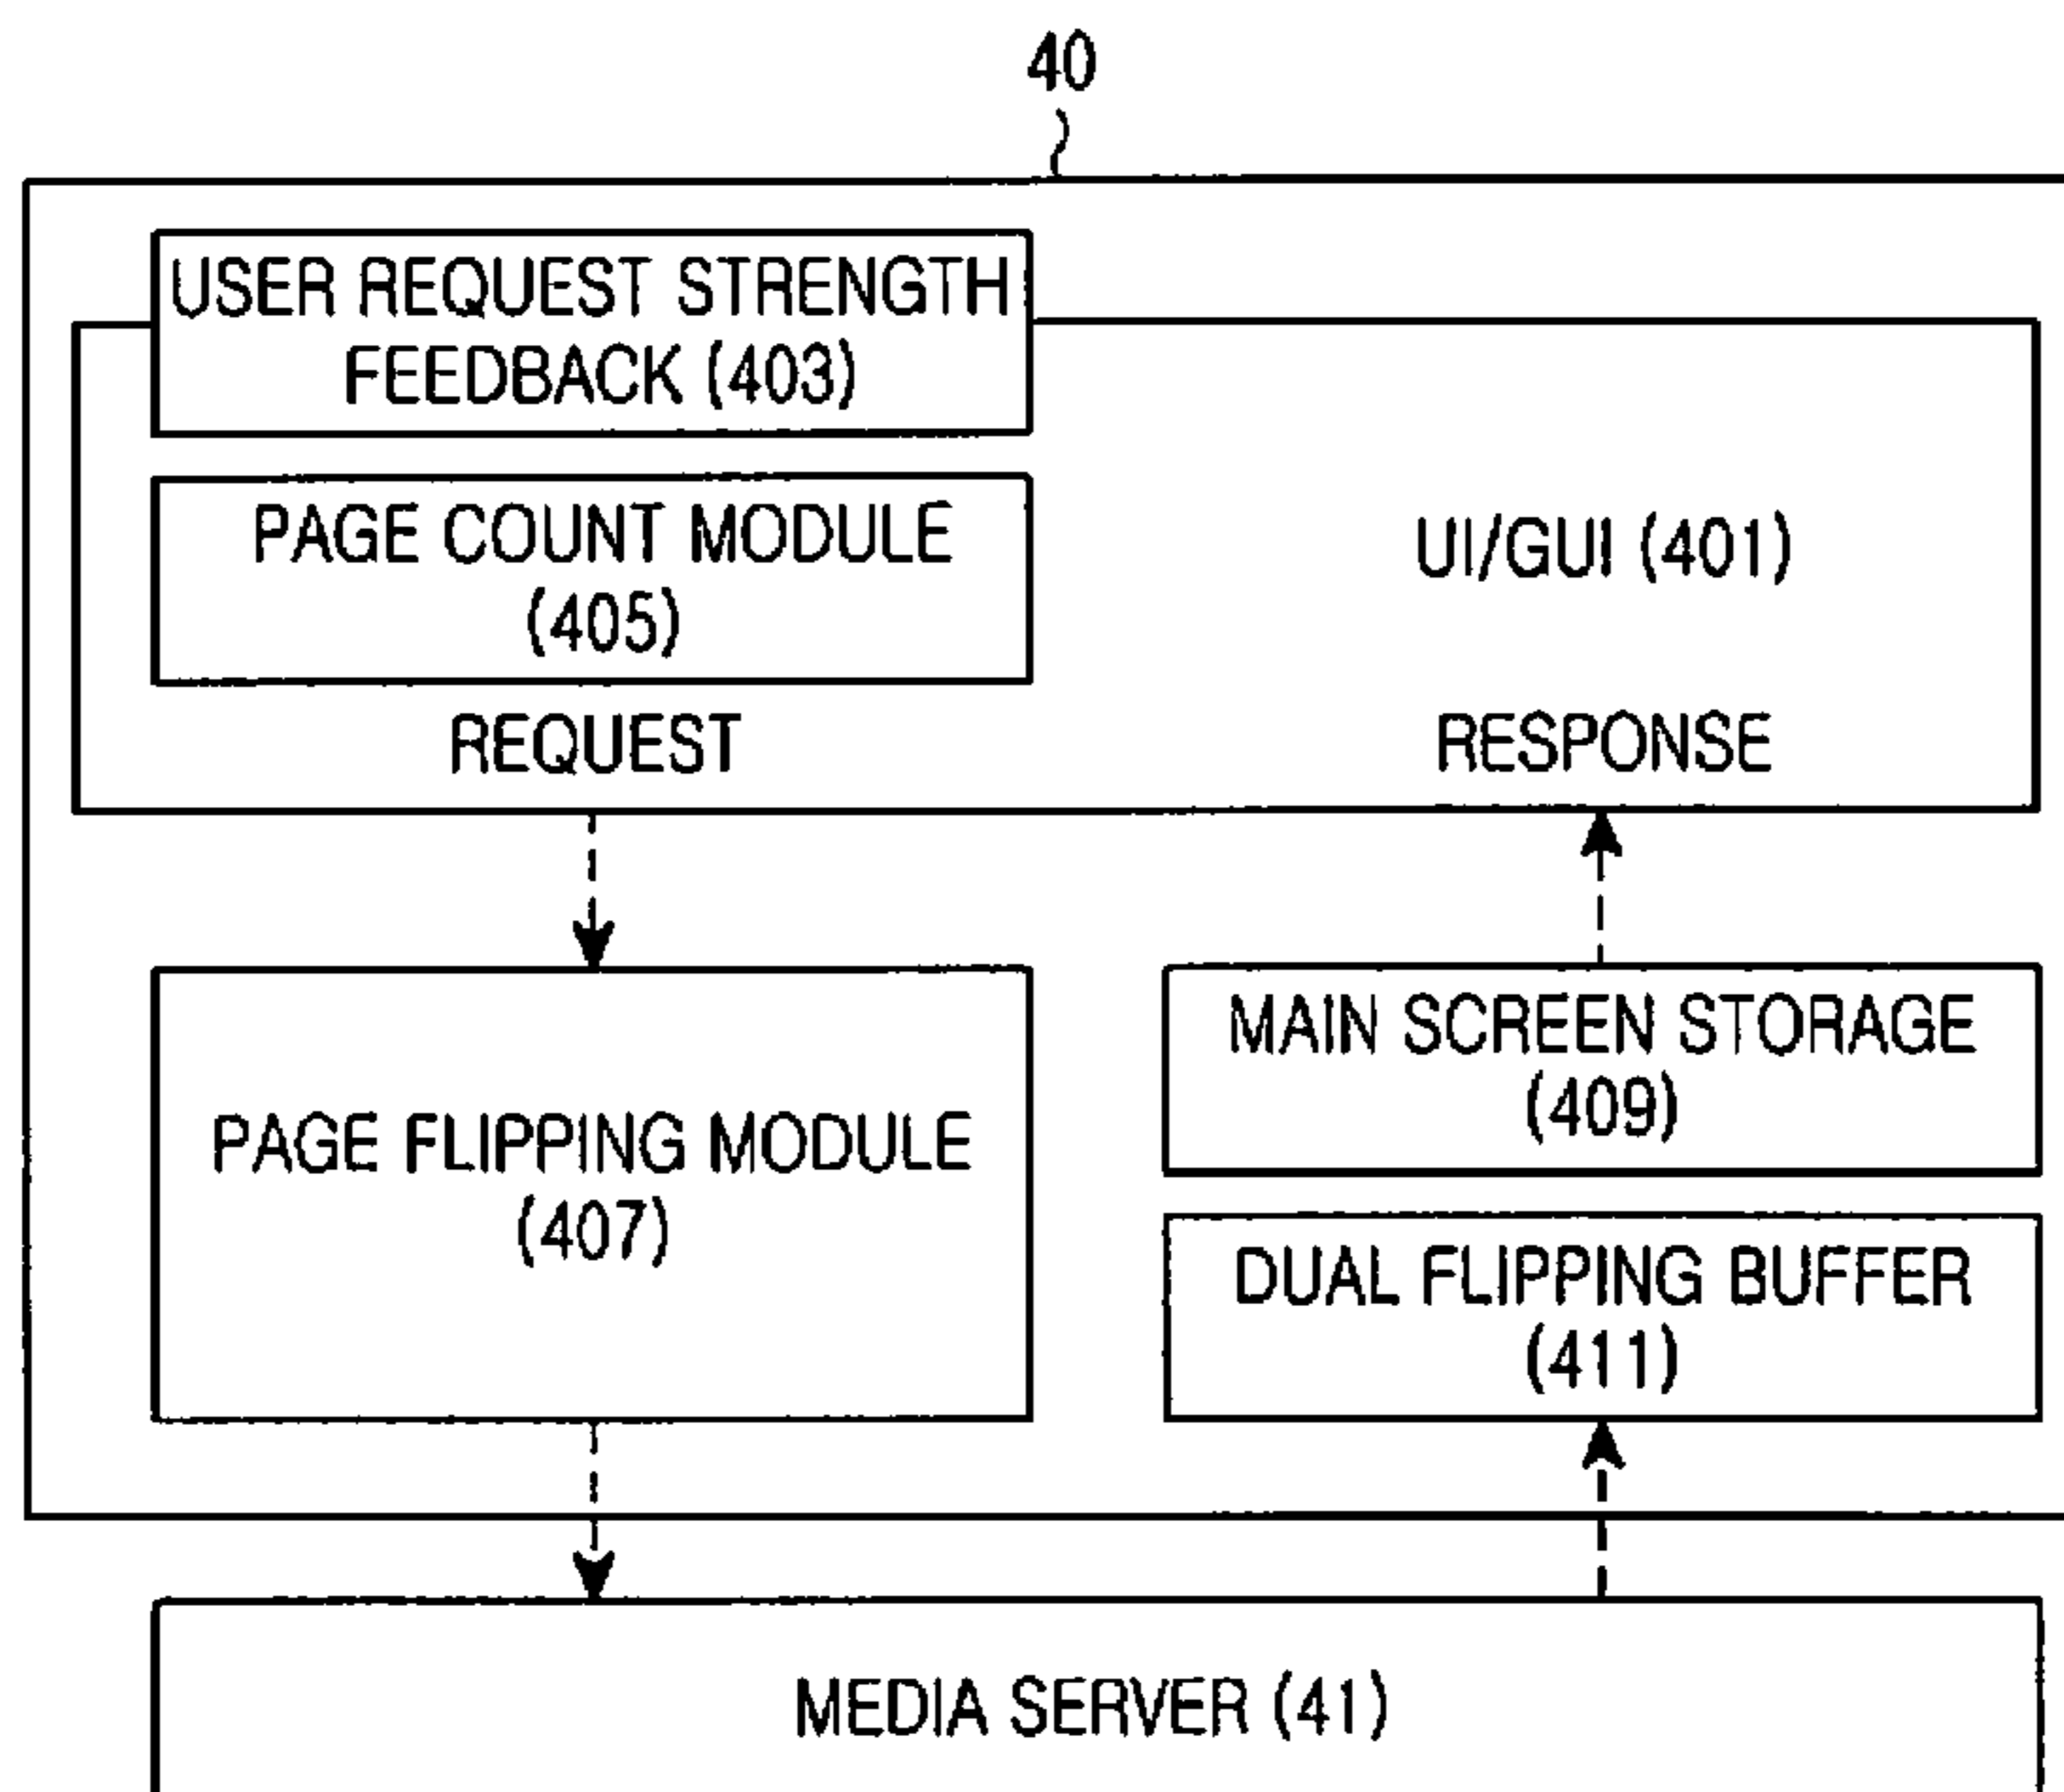 40
USER REQUEST STRENGTH
FEEDBACK (403)
PAGE COUNT MODULE
(405)
UI/GUI (401)
REQUEST
RESPONSE
PAGE FLIPPING MODULE
(407)
MAIN SCREEN STORAGE
(409)
DUAL FLIPPING BUFFER
(411)
MEDIA SERVER (41)